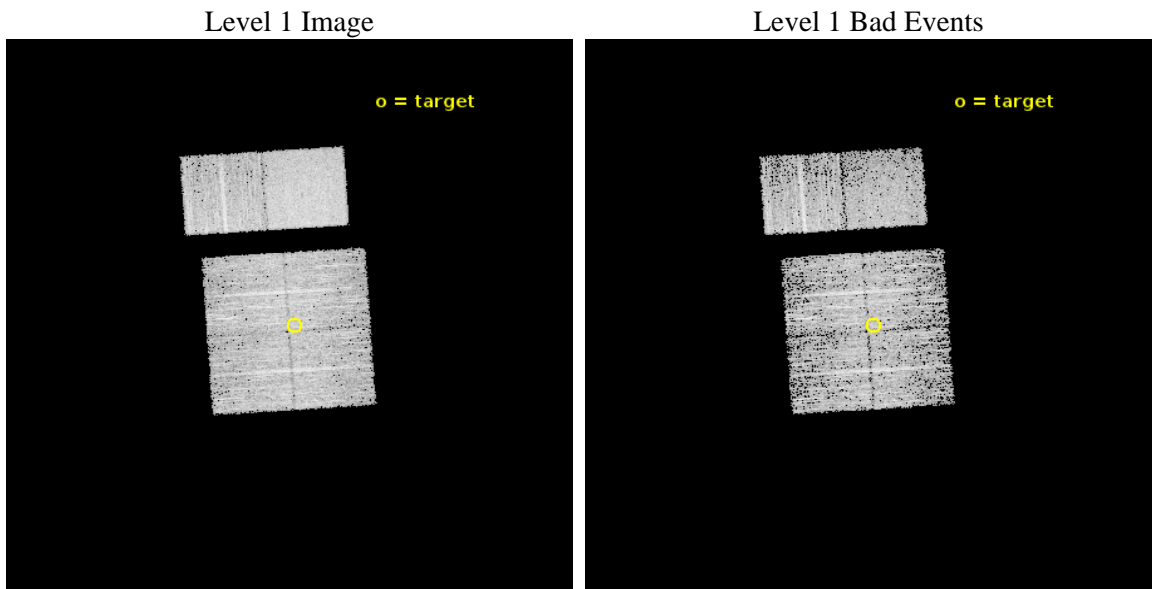 Level 1 Image
Level 1 Bad Events
o = target
o = target